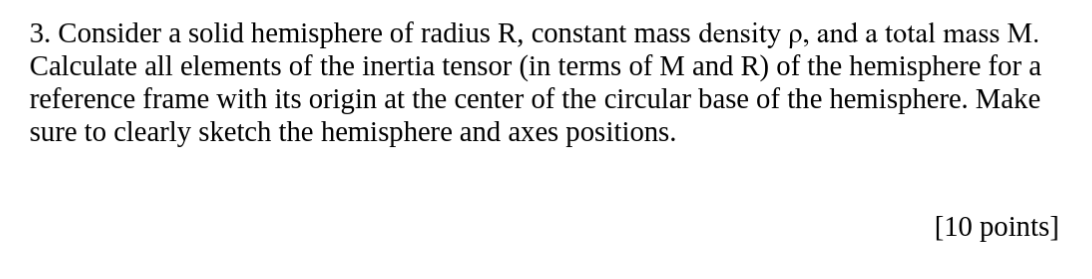 3. Consider a solid hemisphere of radius R, constant mass density ρ, and a total mass M.
Calculate all elements of the inertia tensor (in terms of M and R) of the hemisphere for a
reference frame with its origin at the center of the circular base of the hemisphere. Make
sure to clearly sketch the hemisphere and axes positions.
[10 points]